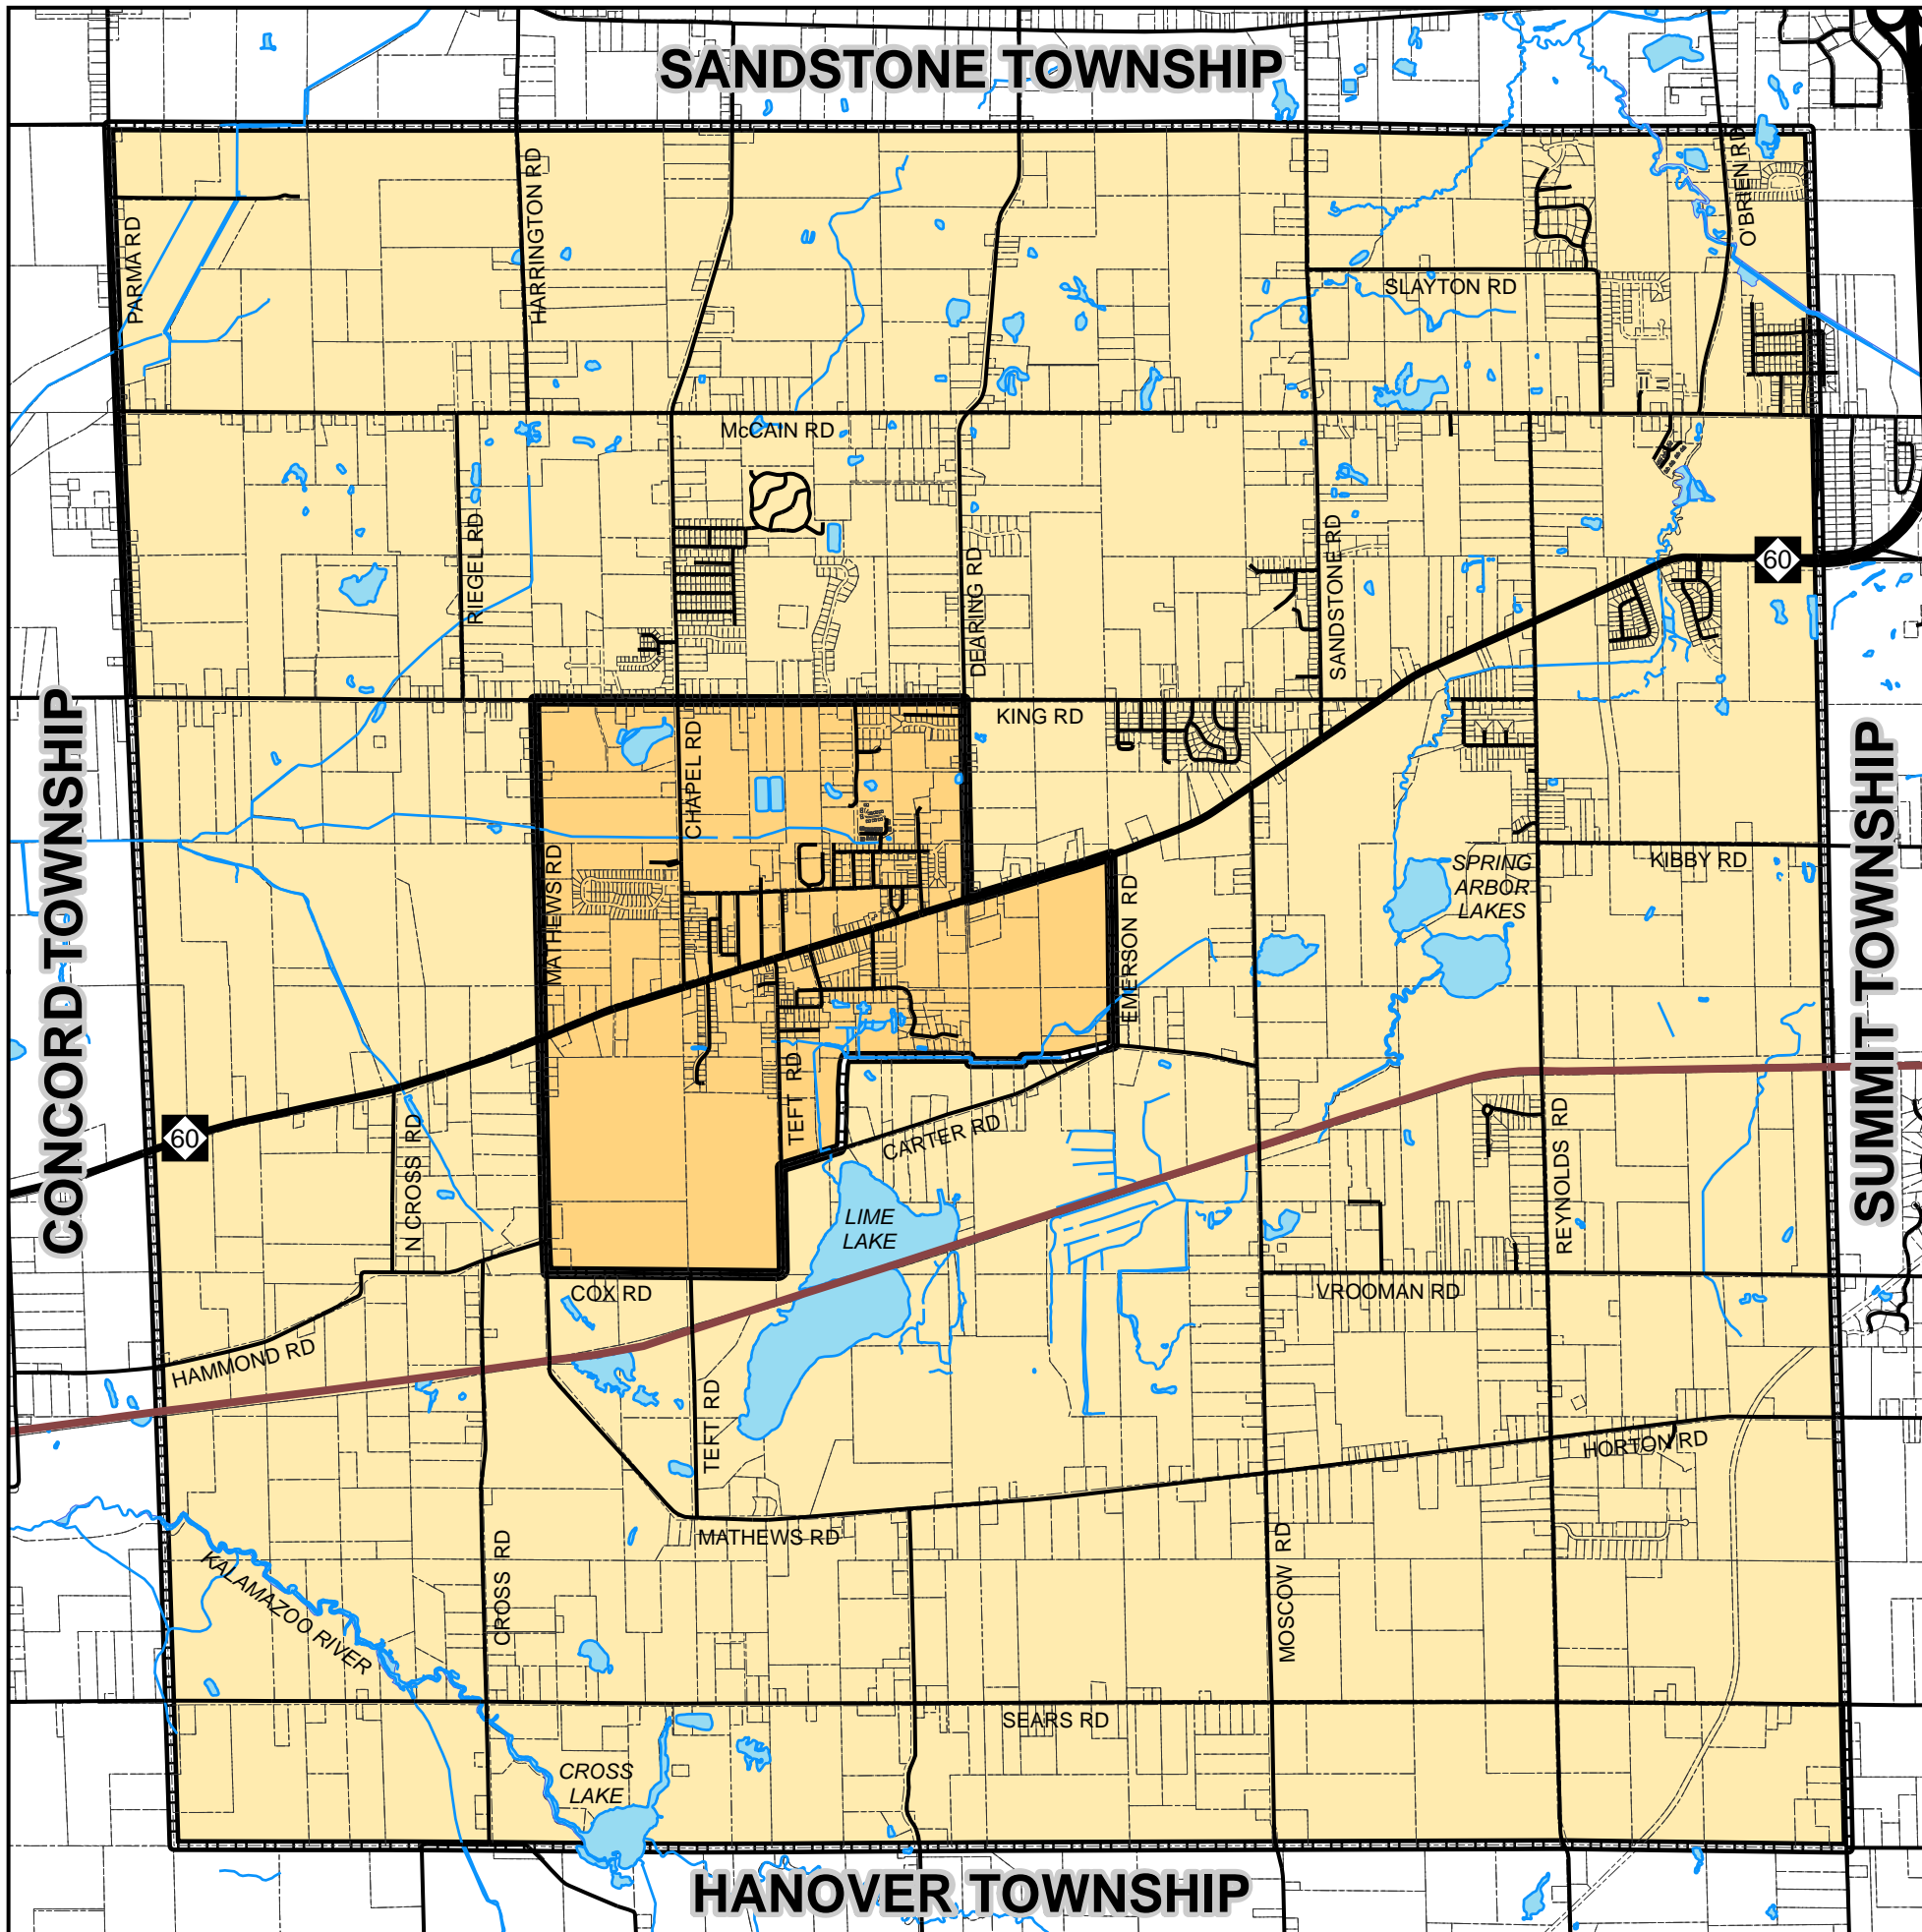 SANDSTONE TOWNSHIP
PARMA RD
HARRINGTON RD
O'BRIEN RD
SLAYTON RD
McCAIN RD
RIEGEL RD
DEARING RD
SANDSTONE RD
60
KING RD
CHAPEL RD
MATHEWS RD
EMERSON RD
SPRING
ARBOR
LAKES
KIBBY RD
CONCORD TOWNSHIP
SUMMIT TOWNSHIP
60
N CROSS RD
TEFT RD
CARTER RD
REYNOLDS RD
LIME
LAKE
COX RD
VROOMAN RD
HAMMOND RD
TEFT RD
HORTON RD
MATHEWS RD
CROSS RD
MOSCOW RD
KALAMAZOO RIVER
SEARS RD
CROSS
LAKE
HANOVER TOWNSHIP